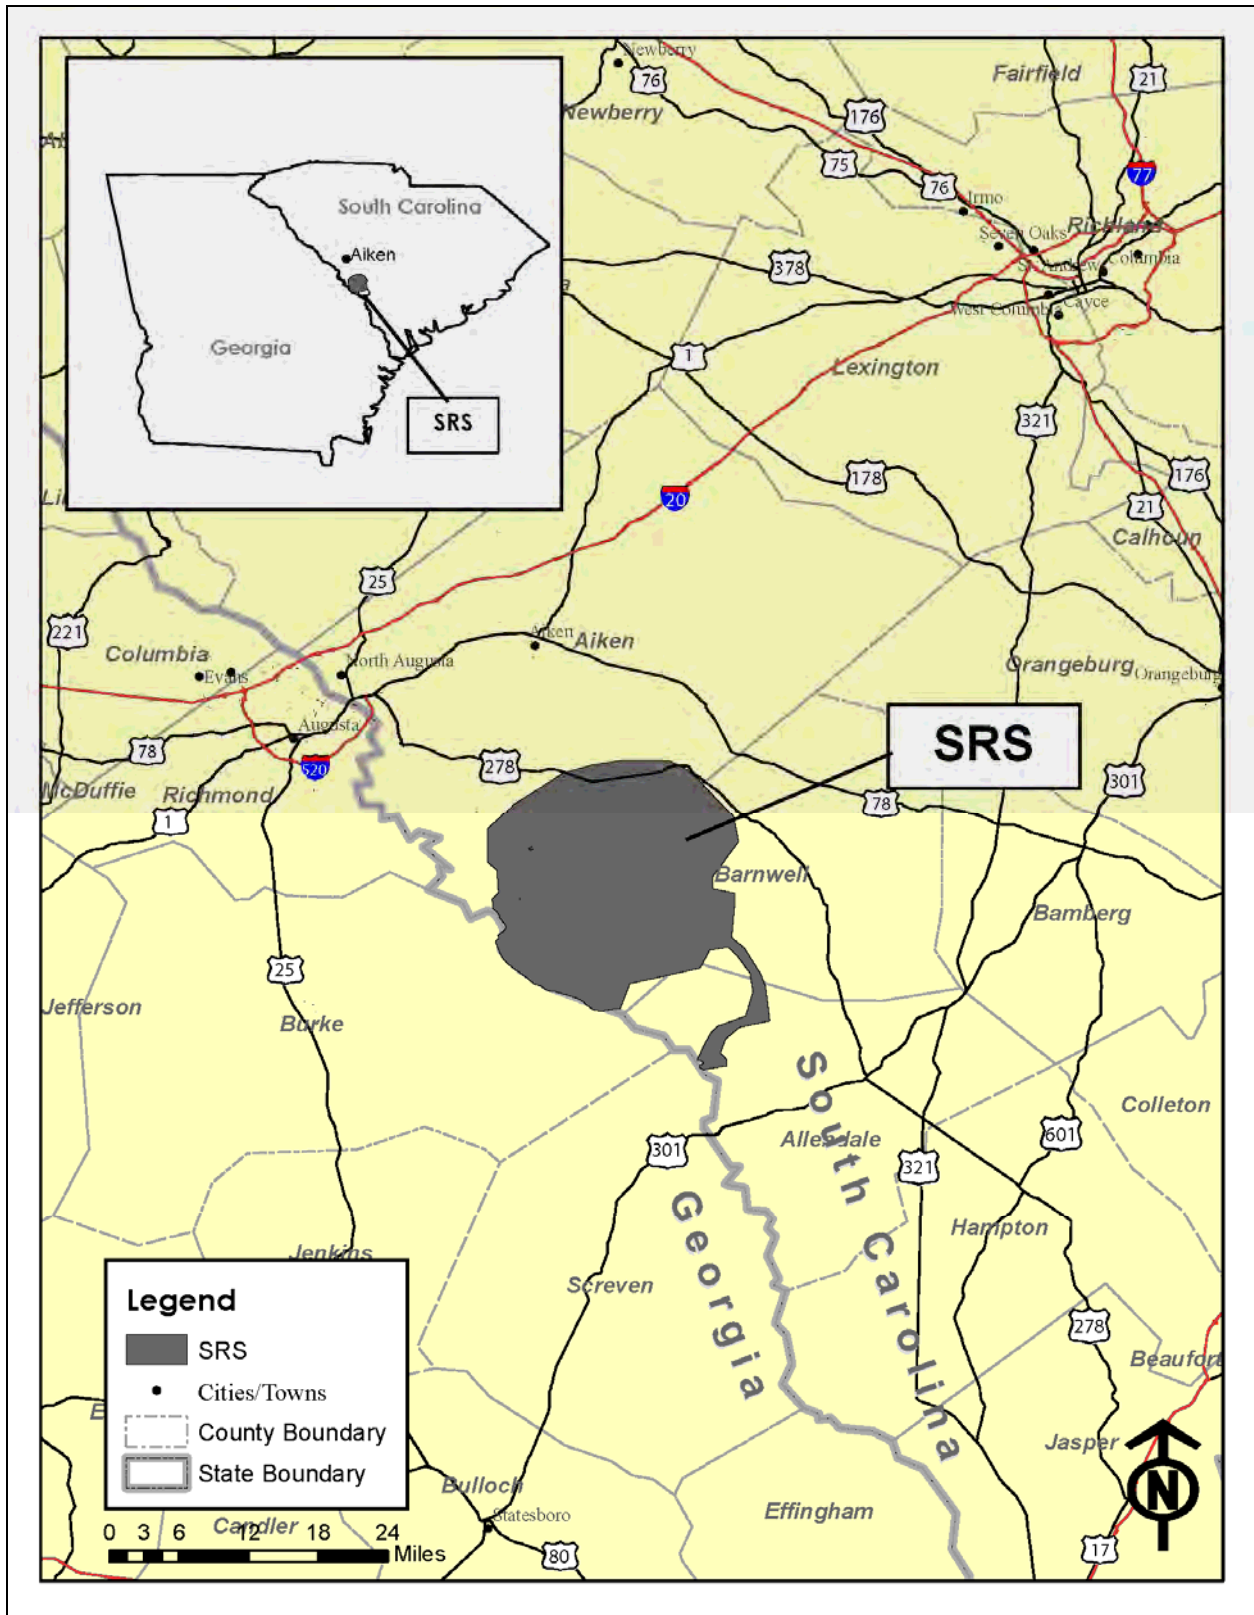 Newberry
76
Fairfield
21
Newberry
176
75
76
77
Irmo
South Carolina
Richland
Seven Oaks
Aiken
St. Andrews
Columbia
378
West Columbia
Cayce
Georgia
1
Lexington
SRS
321
178
176
20
21
Calhoun
25
221
Columbia
Aiken
Aiken
Evans
North Augusta
Orangeburg
Orangeburg
Augusta
SRS
78
520
278
301
McDuffie
Richmond
78
1
Barnwell
Bamberg
25
Jefferson
Burke
South Carolina
Colleton
301
Allendale
601
321
Georgia
Hampton
Jenkins
Screven
Legend
SRS
278
Beaufort
Cities/Towns
County Boundary
Jasper
State Boundary
N
Bulloch
Effingham
Statesboro
Candler
0 3 6 12 18 24
Miles
80
17